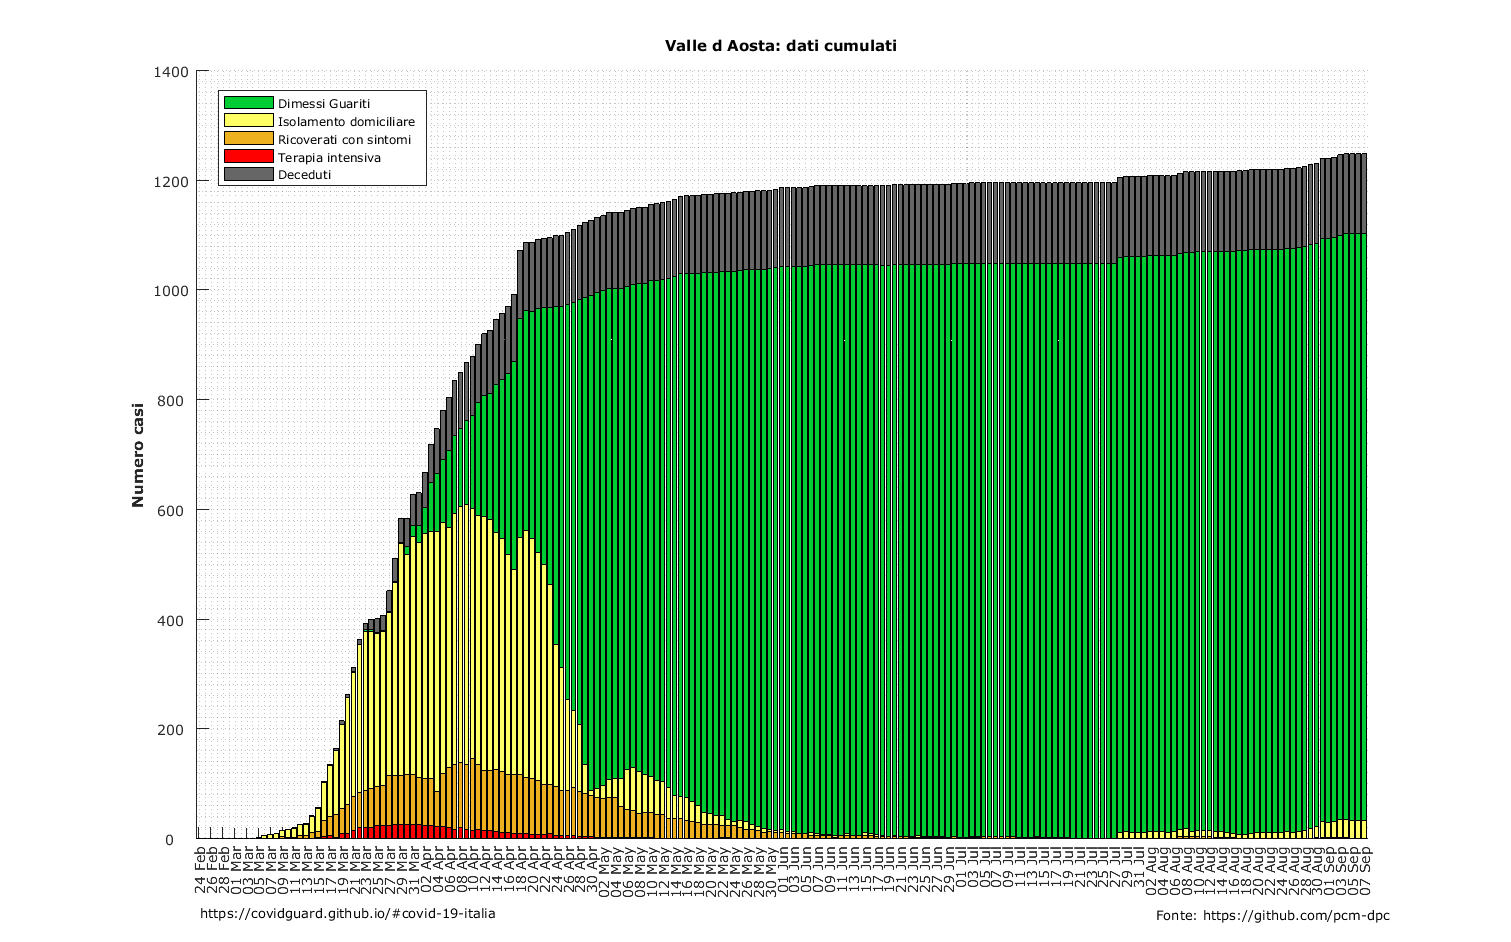 Valle d Aosta: dati cumulati
1400
1200
1000
800
600
400
200
0
Numero casi
Dimessi Guariti
Isolamento domiciliare
Ricoverati con sintomi
Terapia intensiva
Deceduti
24 Feb
26 Feb
28 Feb
01 Mar
03 Mar
05 Mar
07 Mar
09 Mar
11 Mar
13 Mar
15 Mar
17 Mar
19 Mar
21 Mar
23 Mar
25 Mar
27 Mar
29 Mar
31 Mar
02 Apr
04 Apr
06 Apr
08 Apr
10 Apr
12 Apr
14 Apr
16 Apr
18 Apr
20 Apr
22 Apr
24 Apr
26 Apr
28 Apr
30 Apr
02 May
04 May
06 May
08 May
10 May
12 May
14 May
16 May
18 May
20 May
22 May
24 May
26 May
28 May
30 May
01 Jun
03 Jun
05 Jun
07 Jun
09 Jun
11 Jun
13 Jun
15 Jun
17 Jun
19 Jun
21 Jun
23 Jun
25 Jun
27 Jun
29 Jun
01 Jul
03 Jul
05 Jul
07 Jul
09 Jul
11 Jul
13 Jul
15 Jul
17 Jul
19 Jul
21 Jul
23 Jul
25 Jul
27 Jul
29 Jul
31 Jul
02 Aug
04 Aug
06 Aug
08 Aug
10 Aug
12 Aug
14 Aug
16 Aug
18 Aug
20 Aug
22 Aug
24 Aug
26 Aug
28 Aug
30 Aug
01 Sep
03 Sep
05 Sep
07 Sep
https://covidguard.github.io/#covid-19-italia
Fonte: https://github.com/pcm-dpc